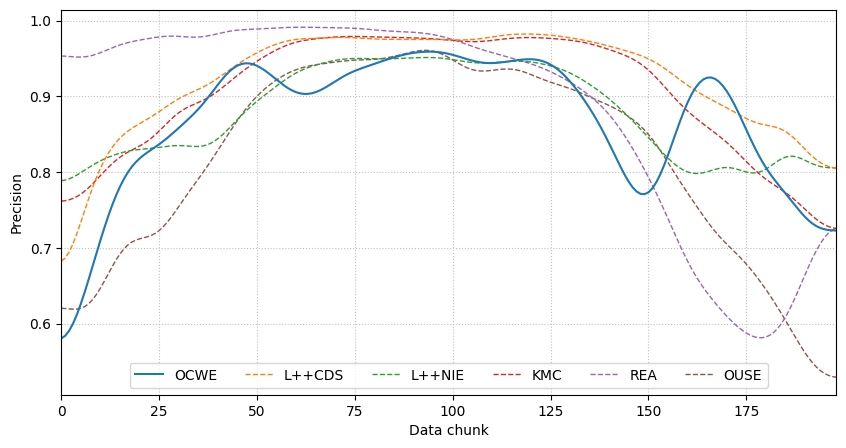 1.0
0.9
0.8
0.7
0.6
Precision
OCWE L++CDS L++NIE KMC REA OUSE
0 25 50 75 100 125 150 175
Data chunk